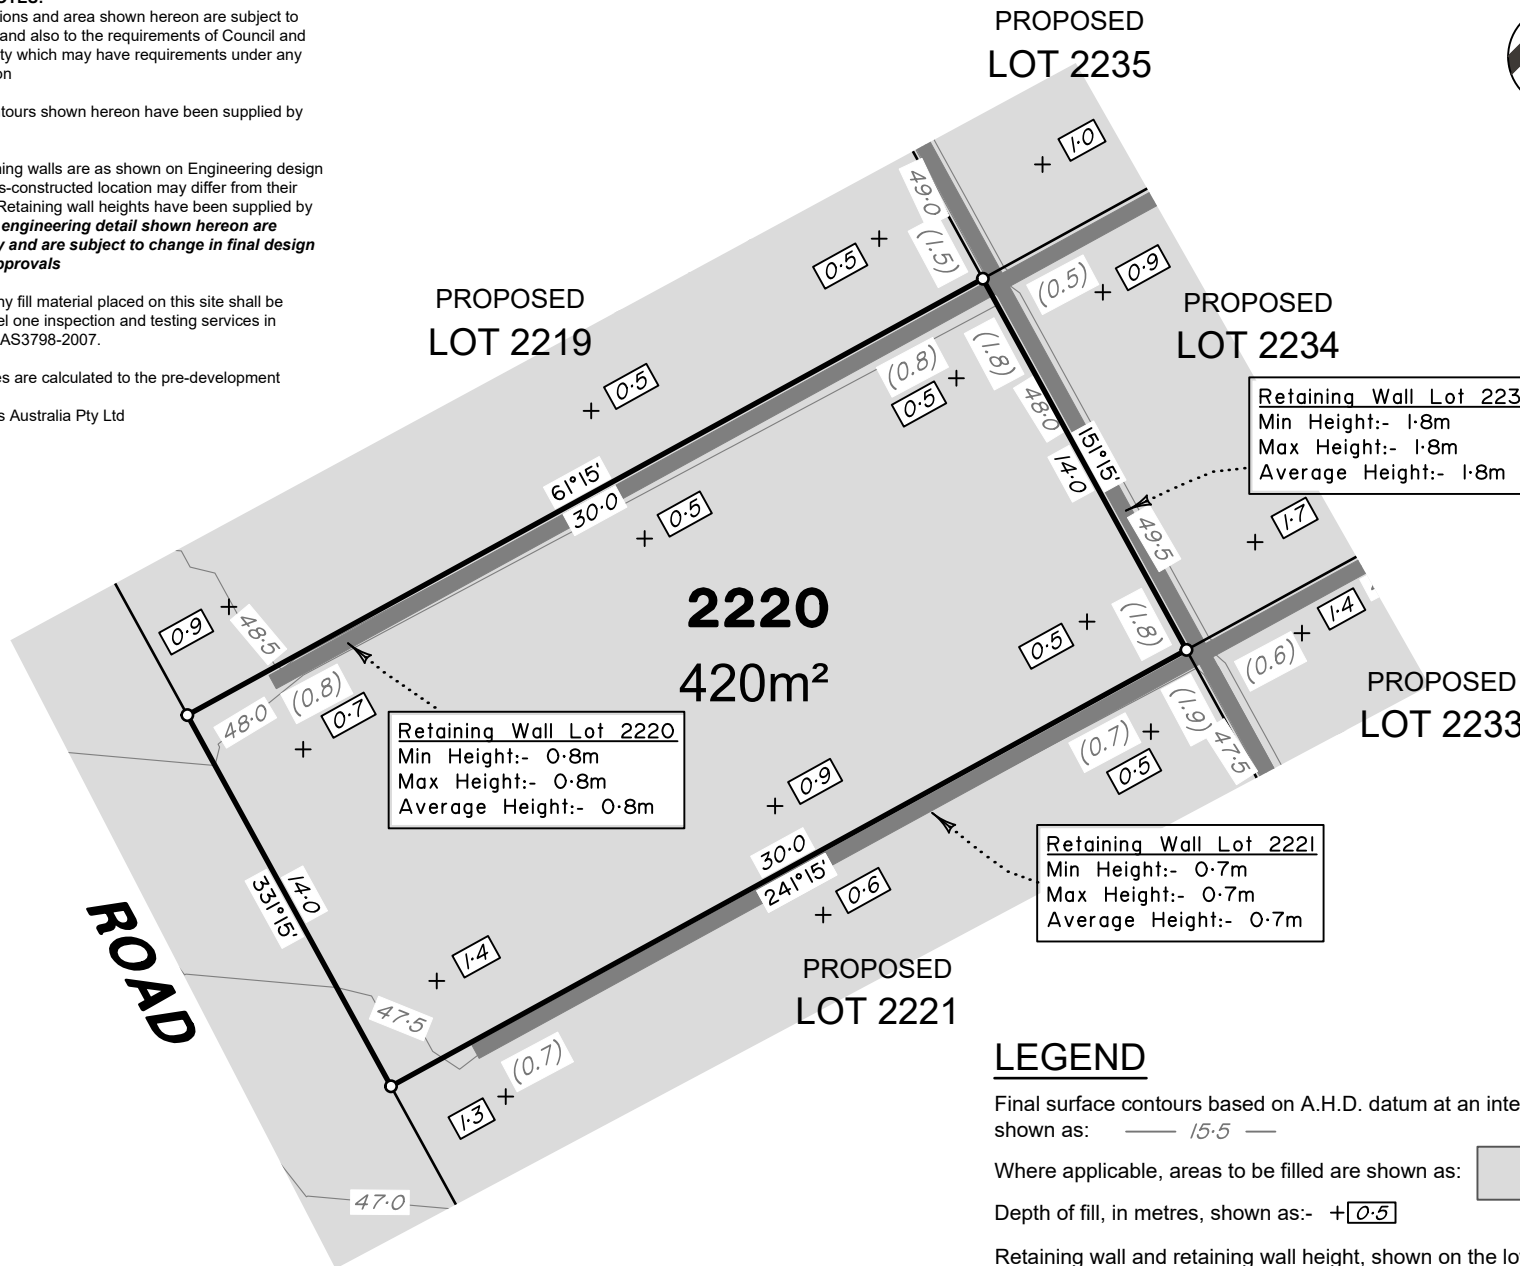 ions and area shown hereon are subject to
and also to the requirements of Council and
ty which may have requirements under any
on
tours shown hereon have been supplied by
ning walls are as shown on Engineering design
s-constructed location may differ from their
Retaining wall heights have been supplied by
engineering detail shown hereon are
y and are subject to change in final design
pprovals
ny fill material placed on this site shall be
el one inspection and testing services in
AS3798-2007.
es are calculated to the pre-development
s Australia Pty Ltd
PROPOSED
LOT 2235
1·0
49·0
(1.5)
0·5
(0.5)
0·9
PROPOSED
LOT 2219
PROPOSED
LOT 2234
0·5
(0.8)
0·5
(1.8)
48·0
Retaining Wall Lot 223
Min Height:- 1·8m
Max Height:- 1·8m
Average Height:- 1·8m
151°15'
14·0
61°15'
30·0
0·5
49·5
1·7
2220
420m²
0·9
48·5
0·5
(1.8)
1·4
(0.6)
48·0
(0.8)
0·7
PROPOSED
LOT 2233
Retaining Wall Lot 2220
Min Height:- 0·8m
Max Height:- 0·8m
Average Height:- 0·8m
(1.9)
47·5
(0.7)
0·5
0·9
30·0
241°15'
0·6
Retaining Wall Lot 2221
Min Height:- 0·7m
Max Height:- 0·7m
Average Height:- 0·7m
14·0
331°15'
ROAD
1·4
47·5
PROPOSED
LOT 2221
(0.7)
1·3
47·0
LEGEND
Final surface contours based on A.H.D. datum at an inte
shown as: 15·5
Where applicable, areas to be filled are shown as:
Depth of fill, in metres, shown as:- +0·5
Retaining wall and retaining wall height, shown on the lo